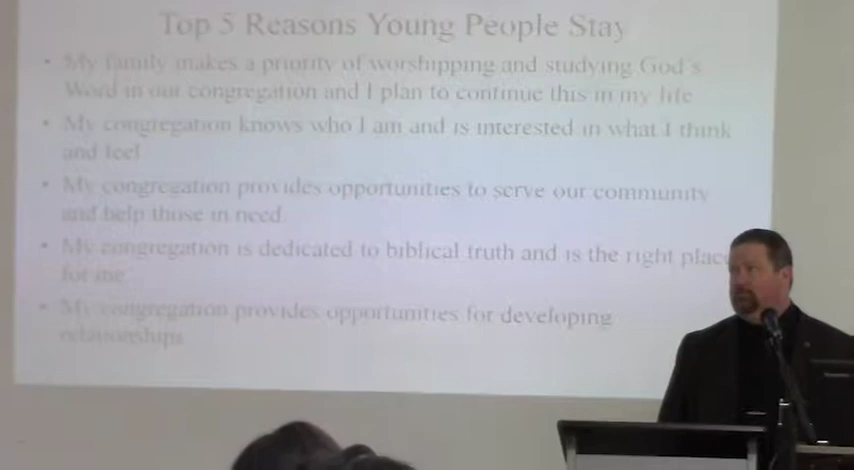 Top 5 Reasons Young People Stay
• My family makes a priority of worshipping and studying God's
Word in our congregation and I plan to continue this in my life
• My congregation knows who I am and is interested in what I think
and feel
• My congregation provides opportunities to serve our community
and help those in need.
• My congregation is dedicated to biblical truth and is the right place
for me.
• My congregation provides opportunities for developing
relationships